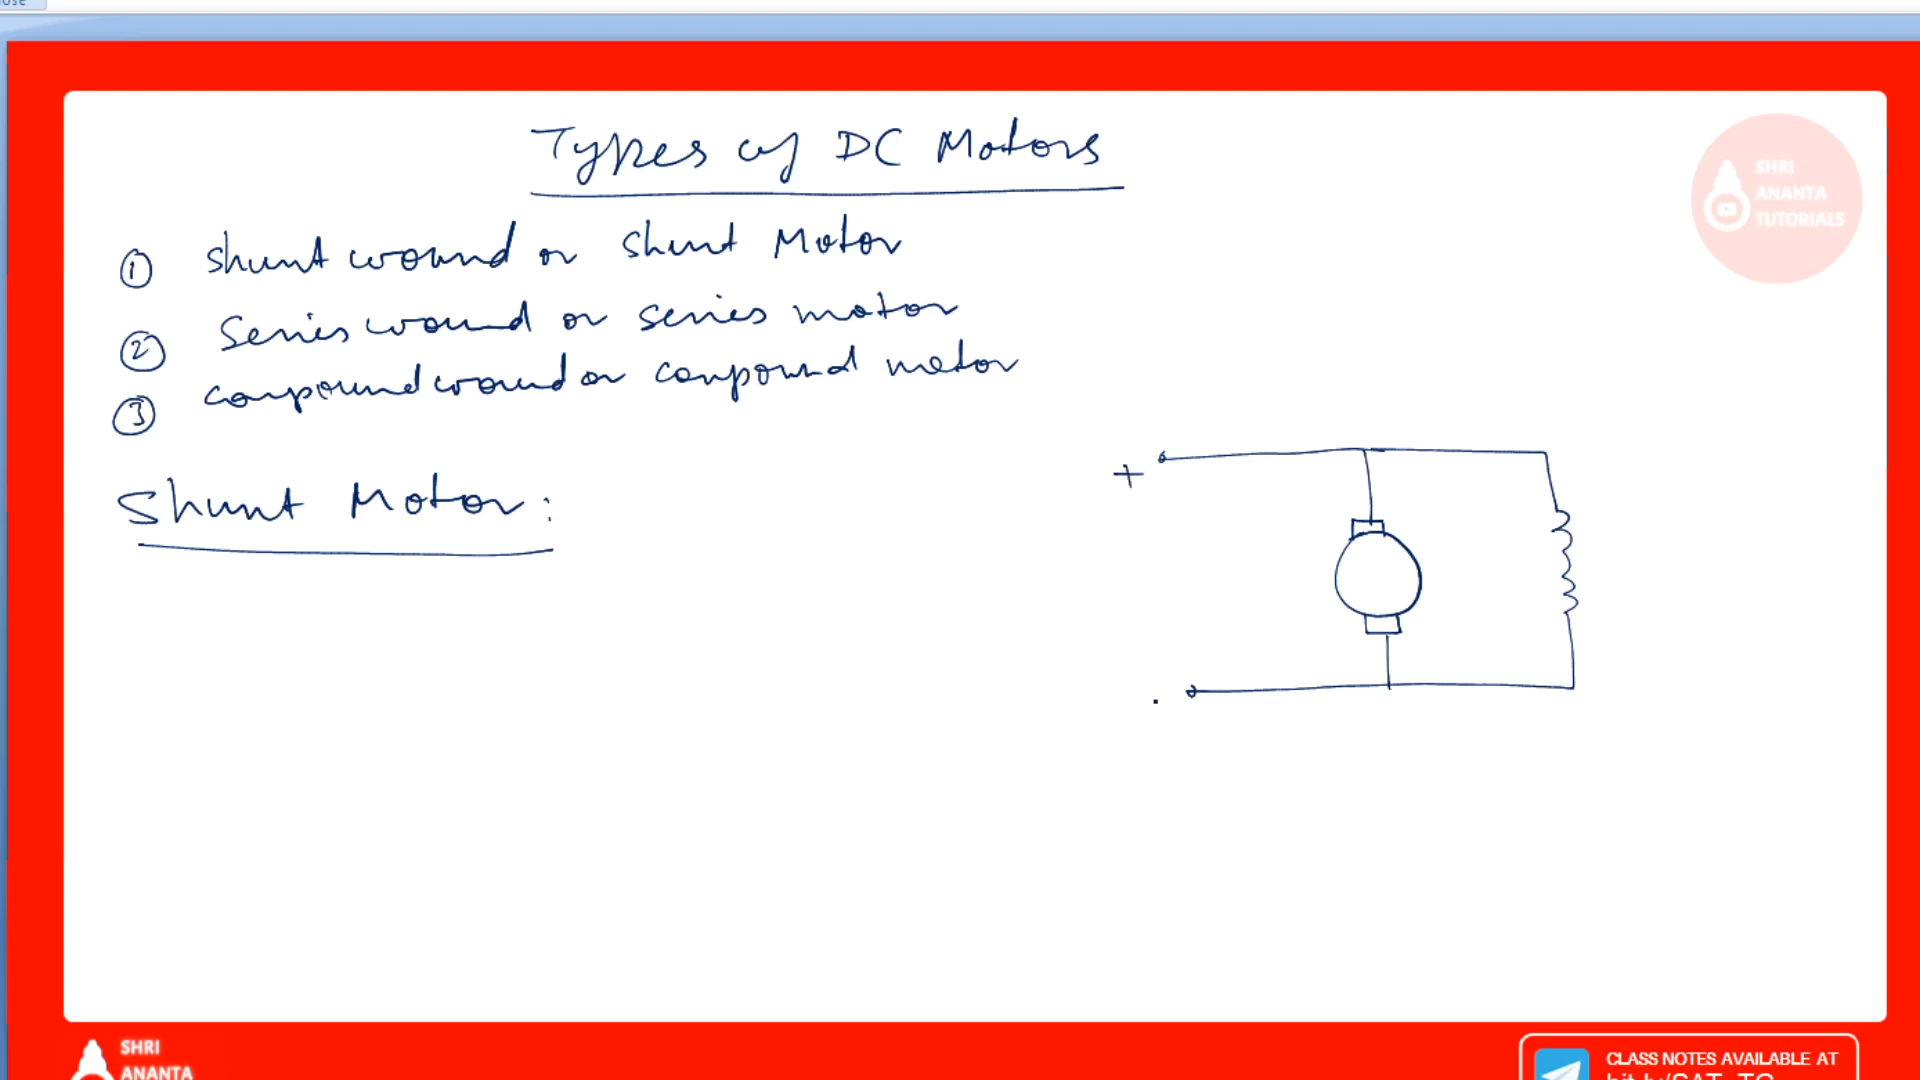 ose
Types of DC Motors
SHRI
ANANTA
TUTORIALS
① Shunt wound or Shunt Motor
② Series wound or series motor
③ compound wound or compound motor
Shunt Motor:
+
SHRI
ANANTA
CLASS NOTES AVAILABLE AT